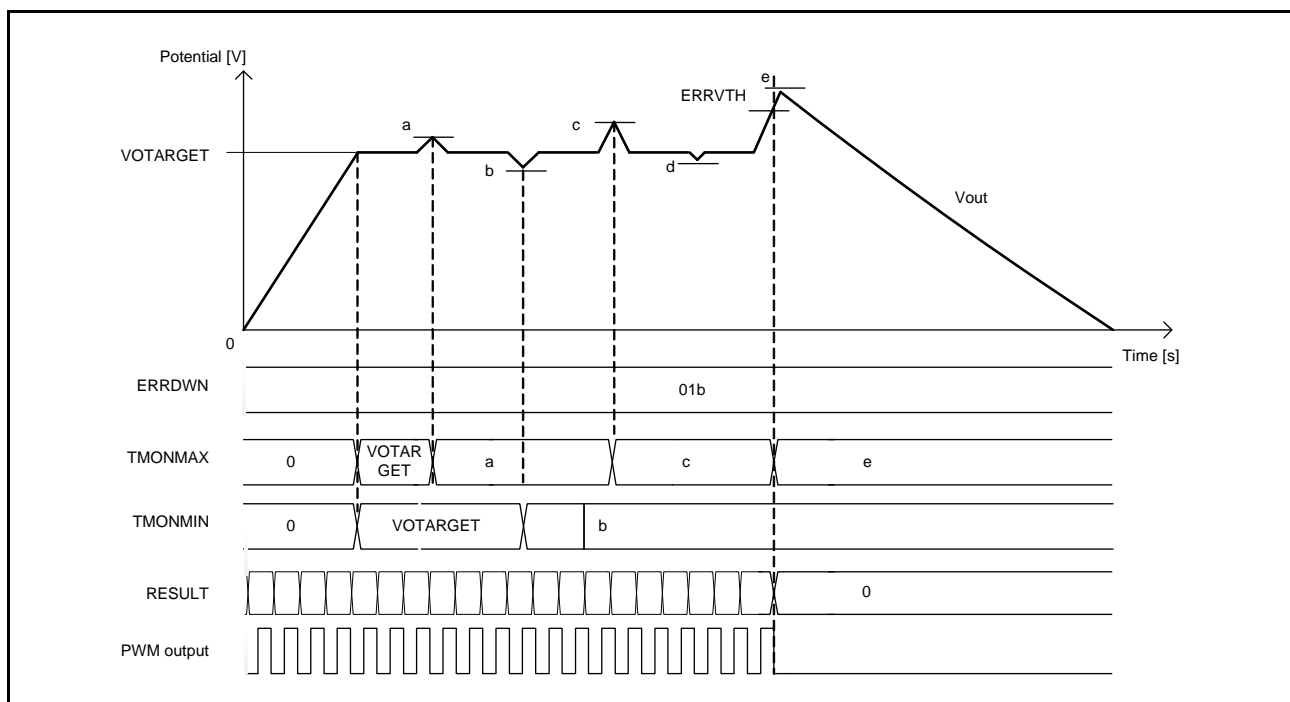 Potential [V]
e
ERRVTH
a
c
VOTARGET
b
d
Vout
0
Time [s]
ERRDWN
01b
TMONMAX
0
VOTAR
GET
a
c
e
TMONMIN
0
VOTARGET
b
RESULT
0
PWM output